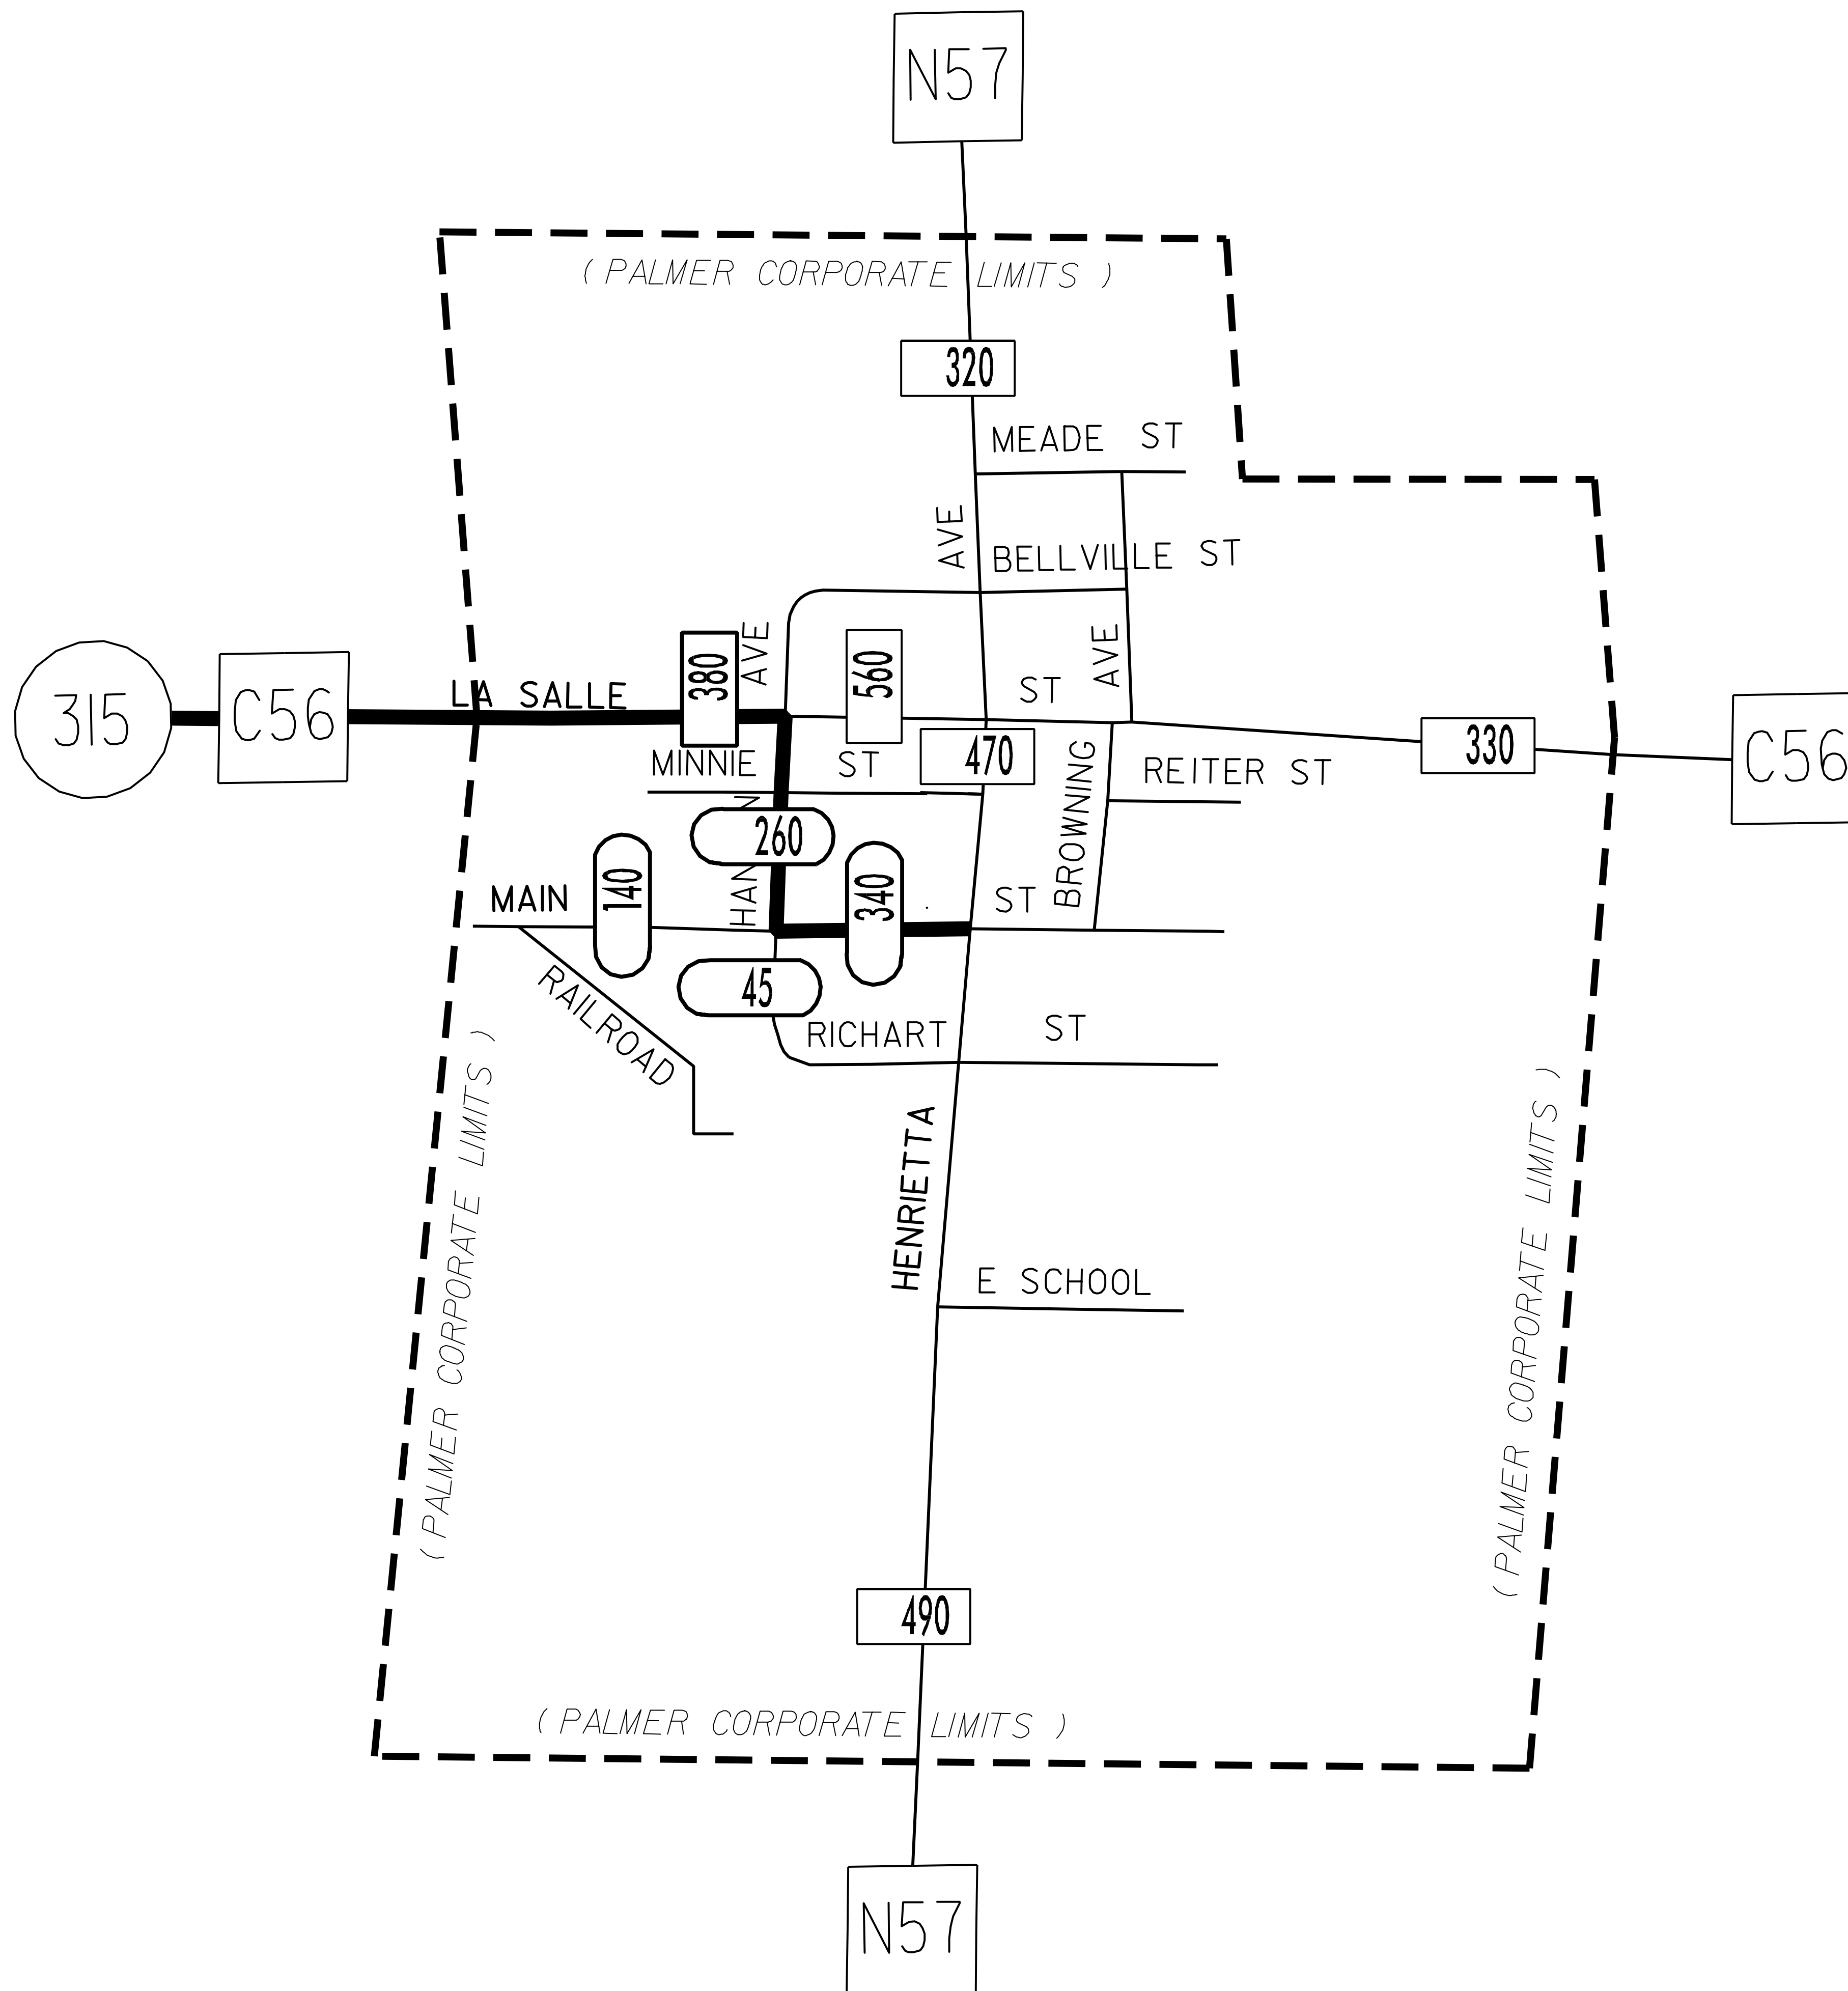 N57
( PALMER CORPORATE LIMITS )
320
MEADE ST
AVE
BELLVILLE ST
380
AVE
560
AVE
315
C56
LA SALLE
ST
330
C56
MINNIE
ST
470
BROWNING
REITER ST
260
140
340
MAIN
ST
45
RAILROAD
RICHART
ST
( PALMER CORPORATE LIMITS )
( PALMER CORPORATE LIMITS )
HENRIETTA
E SCHOOL
490
( PALMER CORPORATE LIMITS )
N57